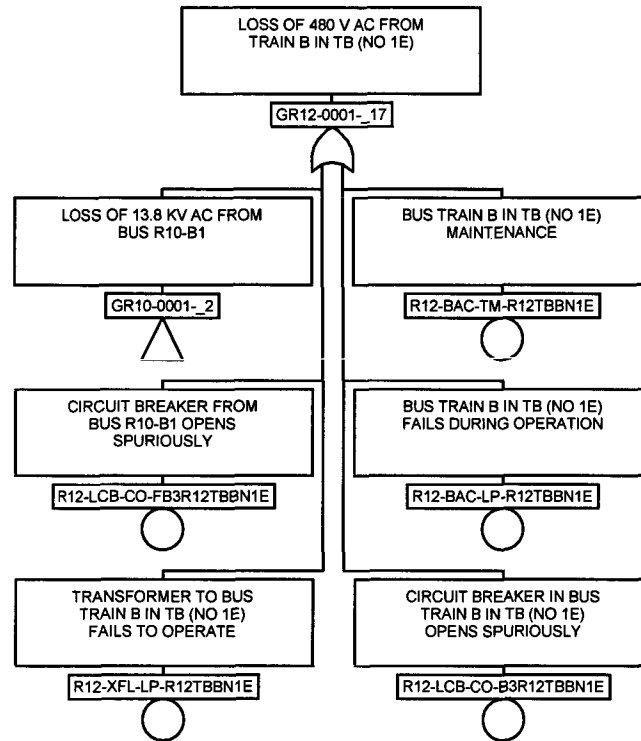 LOSS OF 480 V AC FROM
TRAIN B IN TB (NO 1E)
GR12-0001-_17
LOSS OF 13.8 KV AC FROM
BUS R10-B1
GR10-0001-_2
BUS TRAIN B IN TB (NO 1E)
MAINTENANCE
R12-BAC-TM-R12TBBN1E
CIRCUIT BREAKER FROM
BUS R10-B1 OPENS
SPURIOUSLY
R12-LCB-CO-FB3R12TBBN1E
BUS TRAIN B IN TB (NO 1E)
FAILS DURING OPERATION
R12-BAC-LP-R12TBBN1E
TRANSFORMER TO BUS
TRAIN B IN TB (NO 1E)
FAILS TO OPERATE
R12-XFL-LP-R12TBBN1E
CIRCUIT BREAKER IN BUS
TRAIN B IN TB (NO 1E)
OPENS SPURIOUSLY
R12-LCB-CO-B3R12TBBN1E